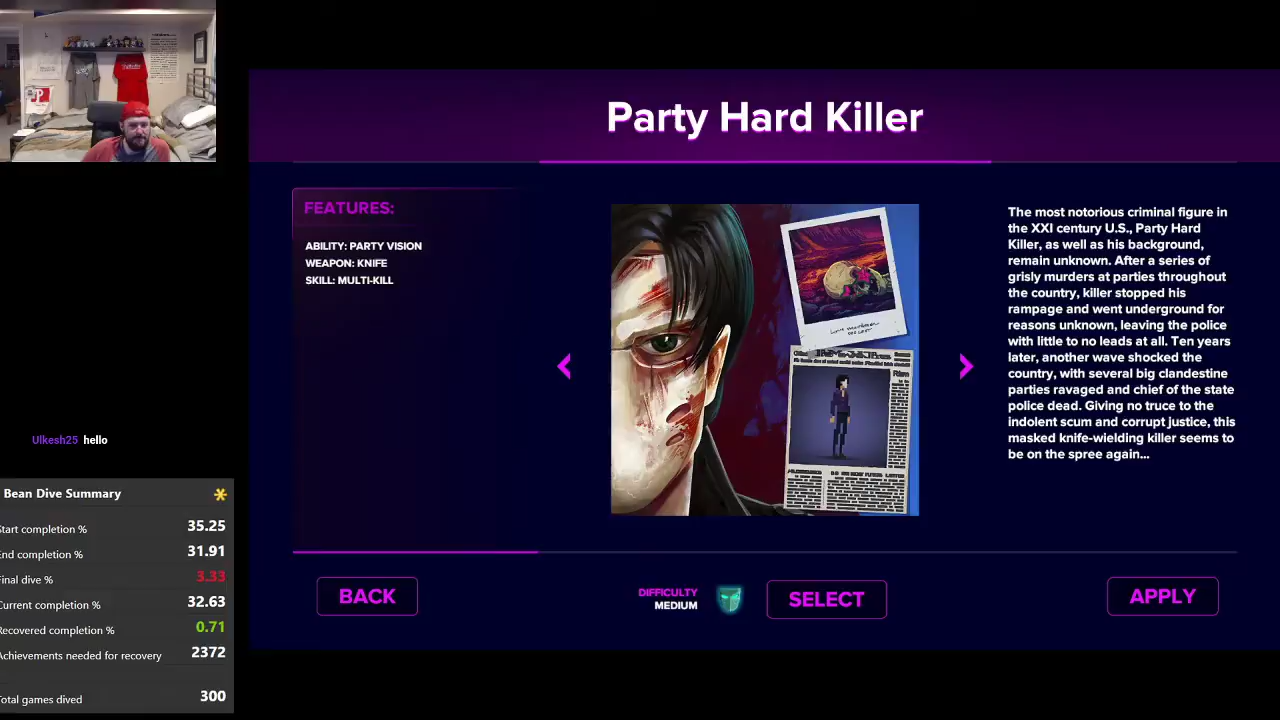 Party Hard Killer
FEATURES:
ABILITY: PARTY VISION
WEAPON: KNIFE
SKILL: MULTI-KILL
The most notorious criminal figure in
the XXI century U.S., Party Hard
Killer, as well as his background,
remain unknown. After a series of
grisly murders at parties throughout
the country, killer stopped his
rampage and went underground for
reasons unknown, leaving the police
with little to no leads at all. Ten years
later, another wave shocked the
country, with several big clandestine
parties ravaged and chief of the state
police dead. Giving no truce to the
indolent scum and corrupt justice, this
masked knife-wielding killer seems to
be on the spree again...
BACK
DIFFICULTY
MEDIUM
SELECT
APPLY
Ulkesh25 hello
Bean Dive Summary
Start completion % 35.25
End completion % 31.91
Final dive % 3.33
Current completion % 32.63
Recovered completion % 0.71
Achievements needed for recovery 2372
Total games dived 300